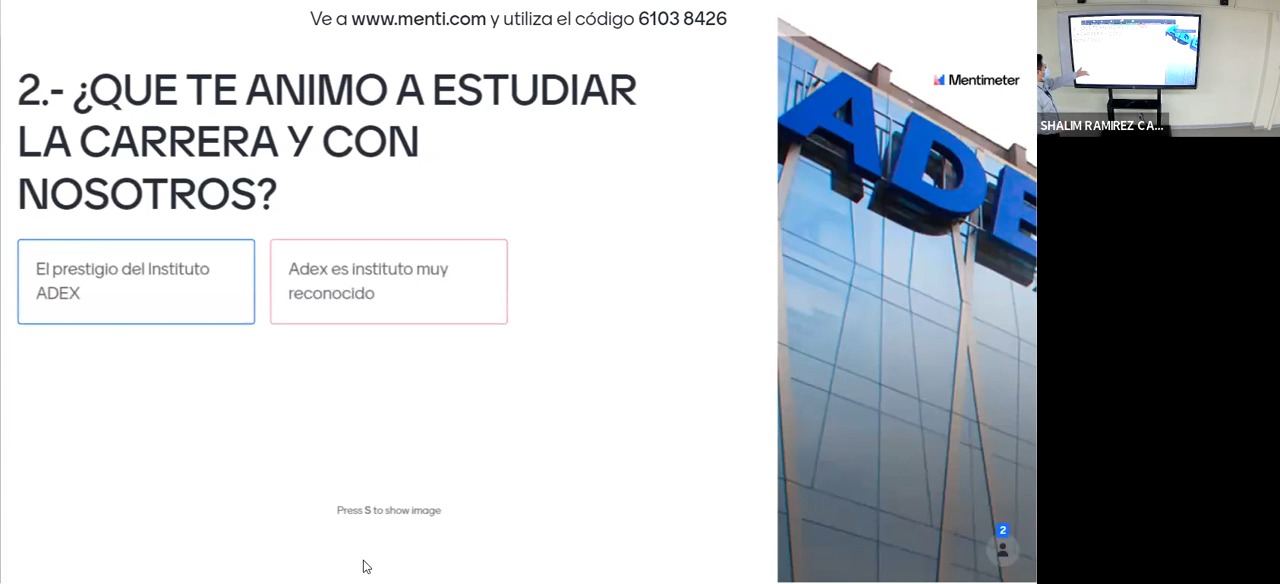 Ve a www.menti.com y utiliza el código 6103 8426
2.- ¿QUE TE ANIMO A ESTUDIAR
LA CARRERA Y CON
NOSOTROS?
El prestigio del Instituto
ADEX
Adex es instituto muy
reconocido
Press S to show image
Mentimeter
ADE
2
SHALIM RAMIREZ CA...